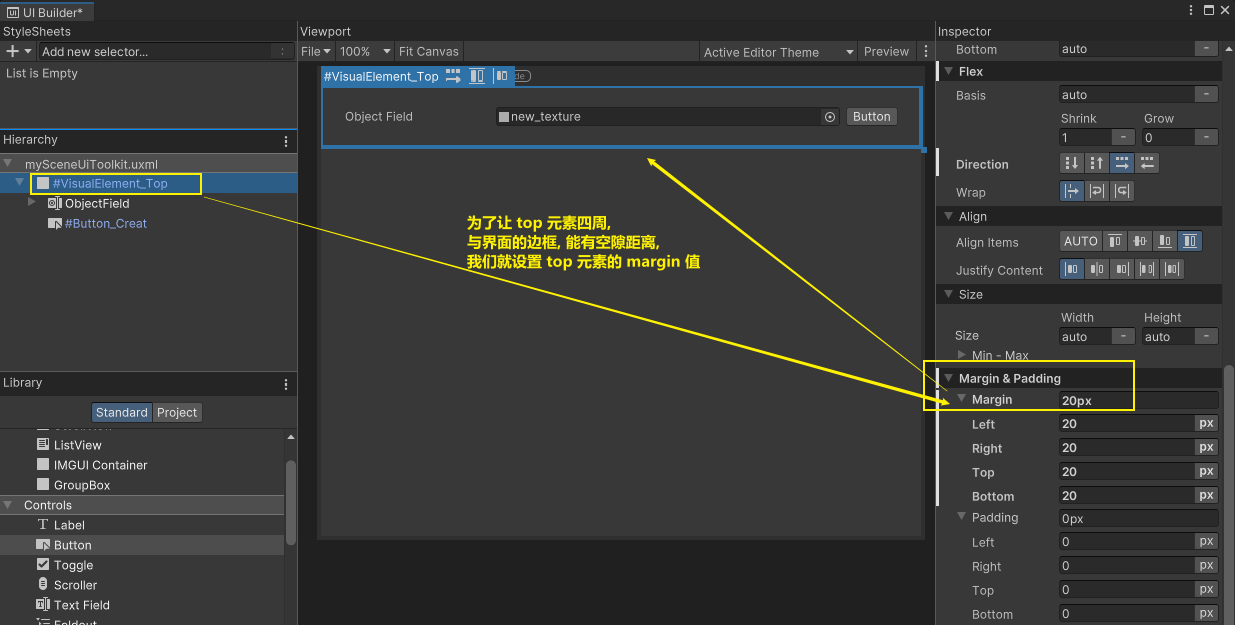 UI Builder*
StyleSheets
Add new selector...
List is Empty
Hierarchy
mySceneUiToolkit.uxml
#VisualElement_Top
ObjectField
#Button_Creat
Library
Standard Project
ListView
IMGUI Container
GroupBox
Controls
Label
Button
Toggle
Scroller
Text Field
Foldout
Viewport
File 100% Fit Canvas Active Editor Theme Preview
#VisualElement_Top
Object Field new_texture Button
为了让 top 元素四周,
与界面的边框, 能有空隙距离,
我们就设置 top 元素的 margin 值
Inspector
Bottom auto -
Flex
Basis auto -
Shrink Grow
1 - 0 -
Direction
Wrap
Align
Align Items AUTO
Justify Content
Size
Width Height
Size auto - auto -
Min - Max
Margin & Padding
Margin 20px
Left 20 px
Right 20 px
Top 20 px
Bottom 20 px
Padding 0px
Left 0 px
Right 0 px
Top 0 px
Bottom 0 px